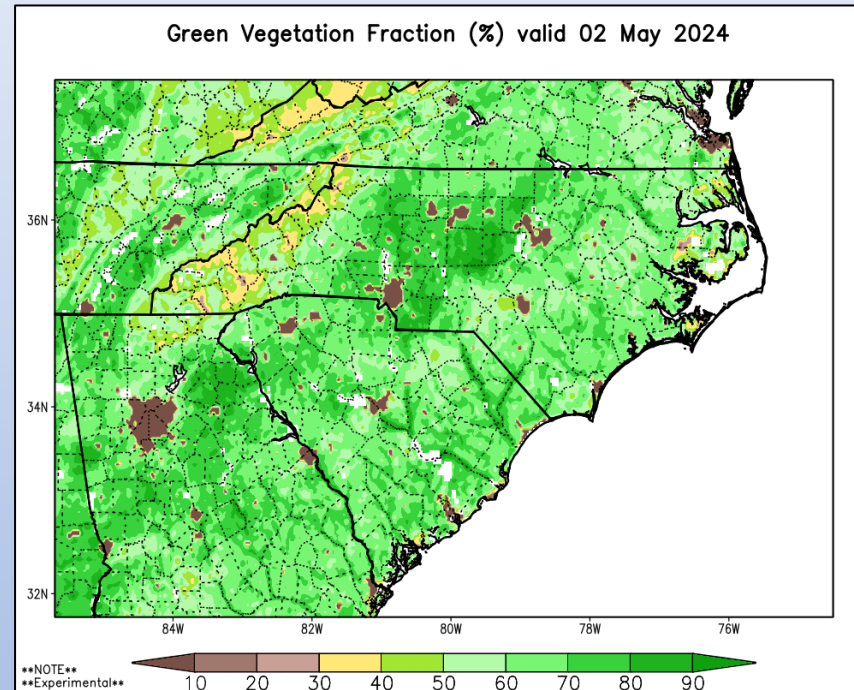 Green Vegetation Fraction (%) valid 02 May 2024
36N
34N
32N
84W 82W 80W 78W 76W
**NOTE**
**Experimental**
10 20 30 40 50 60 70 80 90